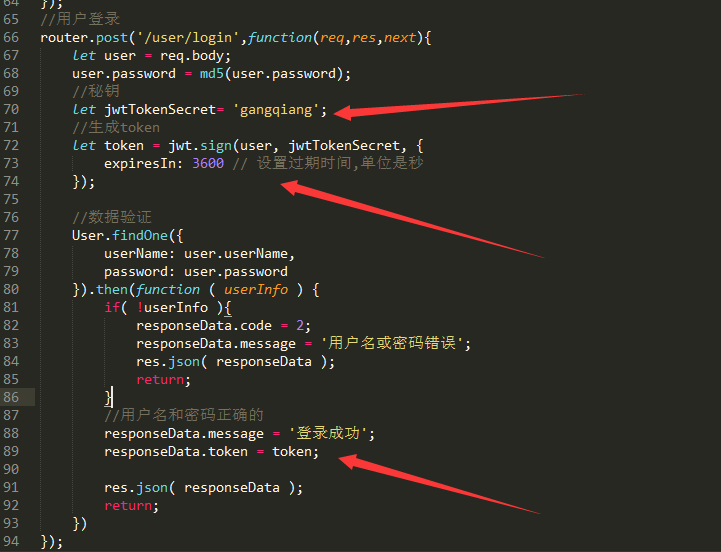 64 });
65 //用户登录
66 router.post('/user/login',function(req,res,next){
67 let user = req.body;
68 user.password = md5(user.password);
69 //秘钥
70 let jwtTokenSecret= 'gangqiang';
71 //生成token
72 let token = jwt.sign(user, jwtTokenSecret, {
73 expiresIn: 3600 // 设置过期时间,单位是秒
74 });
75
76 //数据验证
77 User.findOne({
78 userName: user.userName,
79 password: user.password
80 }).then(function ( userInfo ) {
81 if( !userInfo ){
82 responseData.code = 2;
83 responseData.message = '用户名或密码错误';
84 res.json( responseData );
85 return;
86 }
87 //用户名和密码正确的
88 responseData.message = '登录成功';
89 responseData.token = token;
90
91 res.json( responseData );
92 return;
93 })
94 });